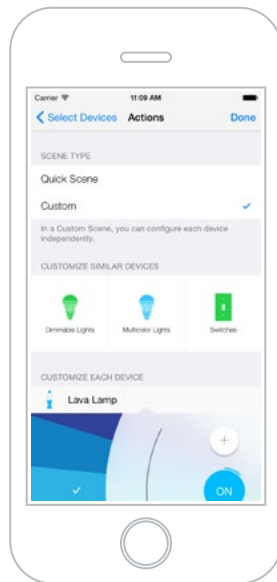 Carrier 11:09 AM
Select Devices Actions Done
SCENE TYPE
Quick Scene
Custom
In a Custom Scene, you can configure each device
independently.
CUSTOMIZE SIMILAR DEVICES
Dimmable Lights Multicolor Lights Switches
CUSTOMIZE EACH DEVICE
Lava Lamp
ON